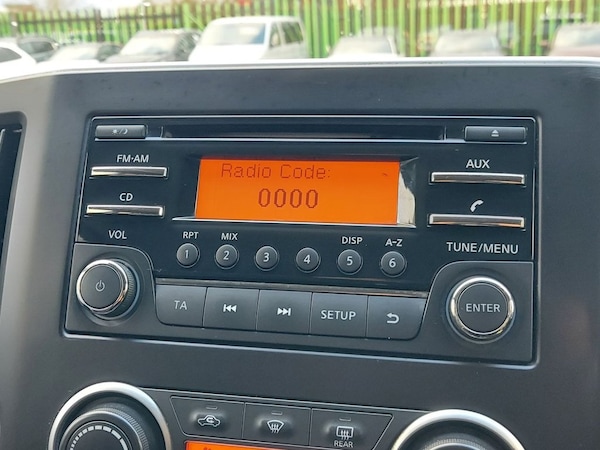 FM·AM
CD
Radio Code:
0000
AUX
VOL
RPT MIX DISP A-Z
1 2 3 4 5 6
TUNE/MENU
TA SETUP
ENTER
REAR